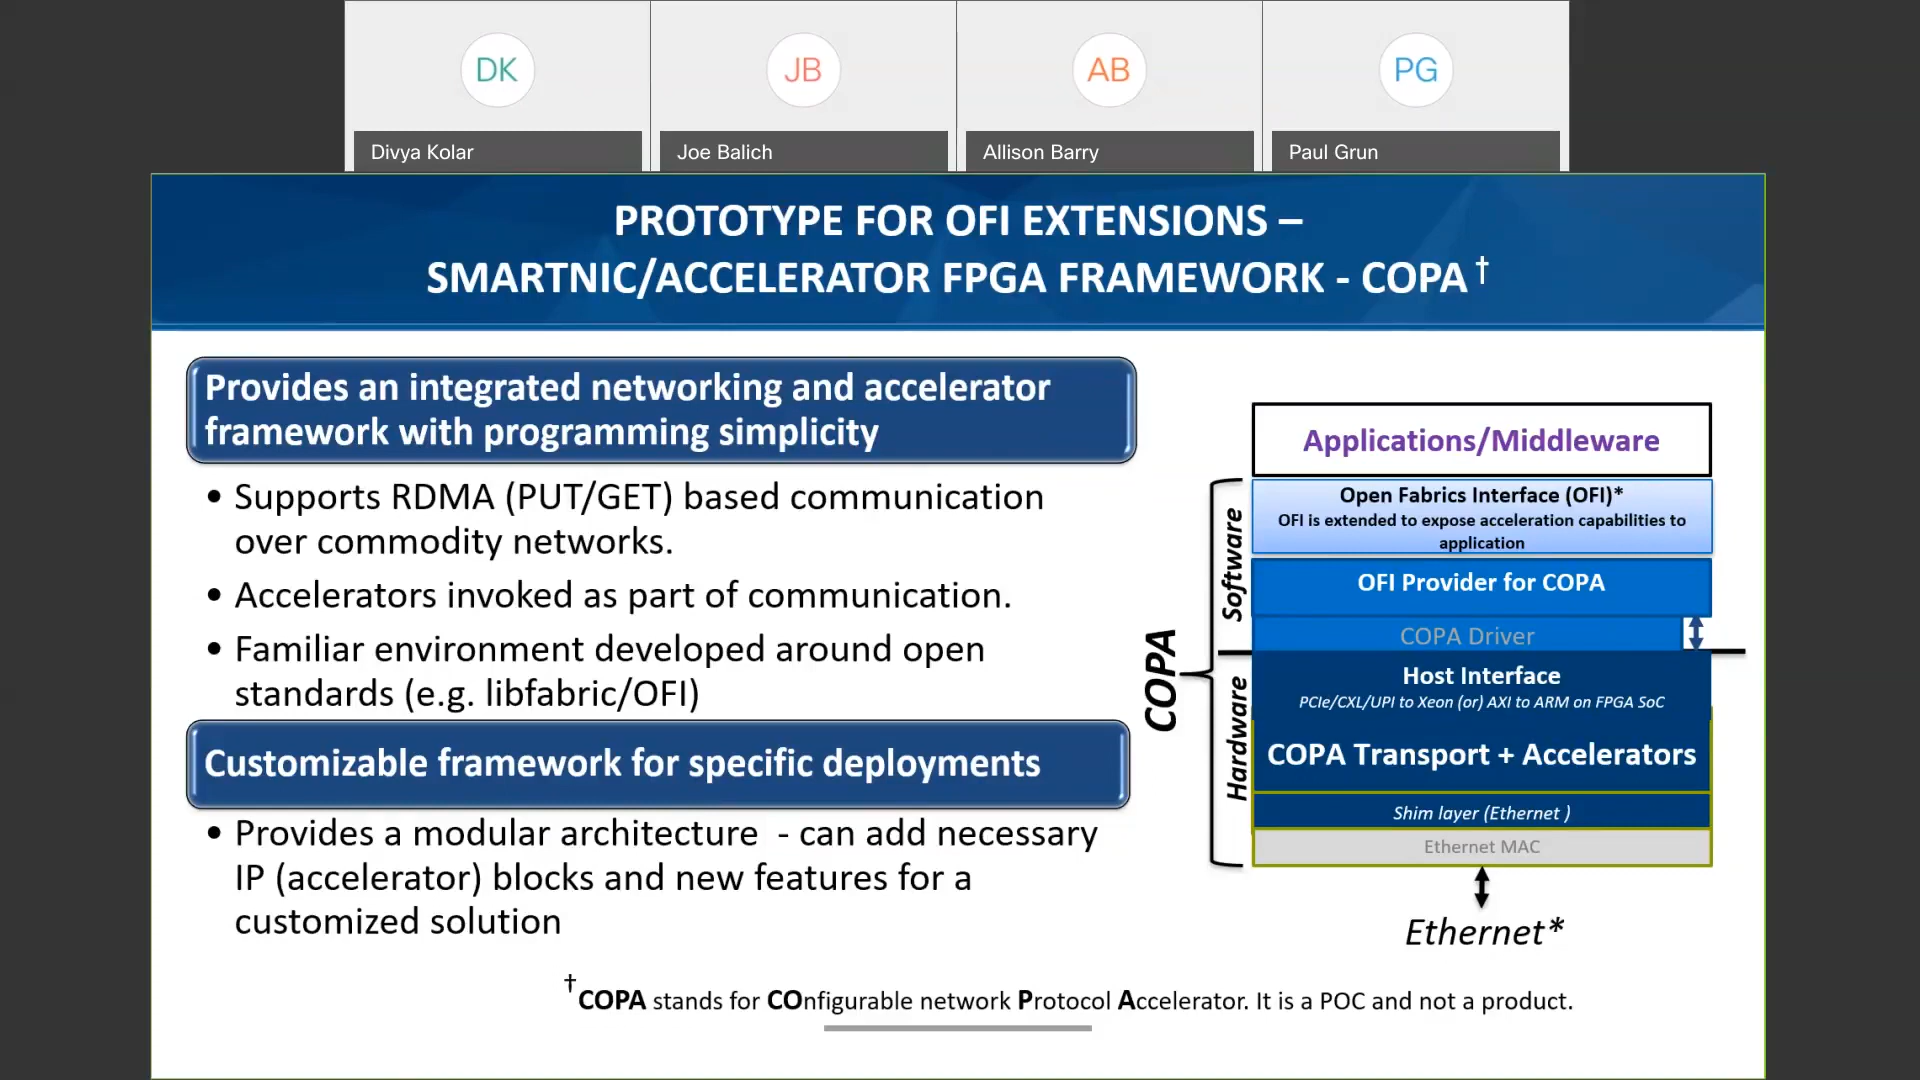 DK
JB
AB
PG
Divya Kolar
Joe Balich
Allison Barry
Paul Grun
PROTOTYPE FOR OFI EXTENSIONS –
SMARTNIC/ACCELERATOR FPGA FRAMEWORK - COPA †
Provides an integrated networking and accelerator
framework with programming simplicity
• Supports RDMA (PUT/GET) based communication
over commodity networks.
• Accelerators invoked as part of communication.
• Familiar environment developed around open
standards (e.g. libfabric/OFI)
Customizable framework for specific deployments
• Provides a modular architecture - can add necessary
IP (accelerator) blocks and new features for a
customized solution
COPA
Software
Hardware
Applications/Middleware
Open Fabrics Interface (OFI)*
OFI is extended to expose acceleration capabilities to
application
OFI Provider for COPA
COPA Driver
Host Interface
PCIe/CXL/UPI to Xeon (or) AXI to ARM on FPGA SoC
COPA Transport + Accelerators
Shim layer (Ethernet )
Ethernet MAC
Ethernet*
†COPA stands for COnfigurable network Protocol Accelerator. It is a POC and not a product.